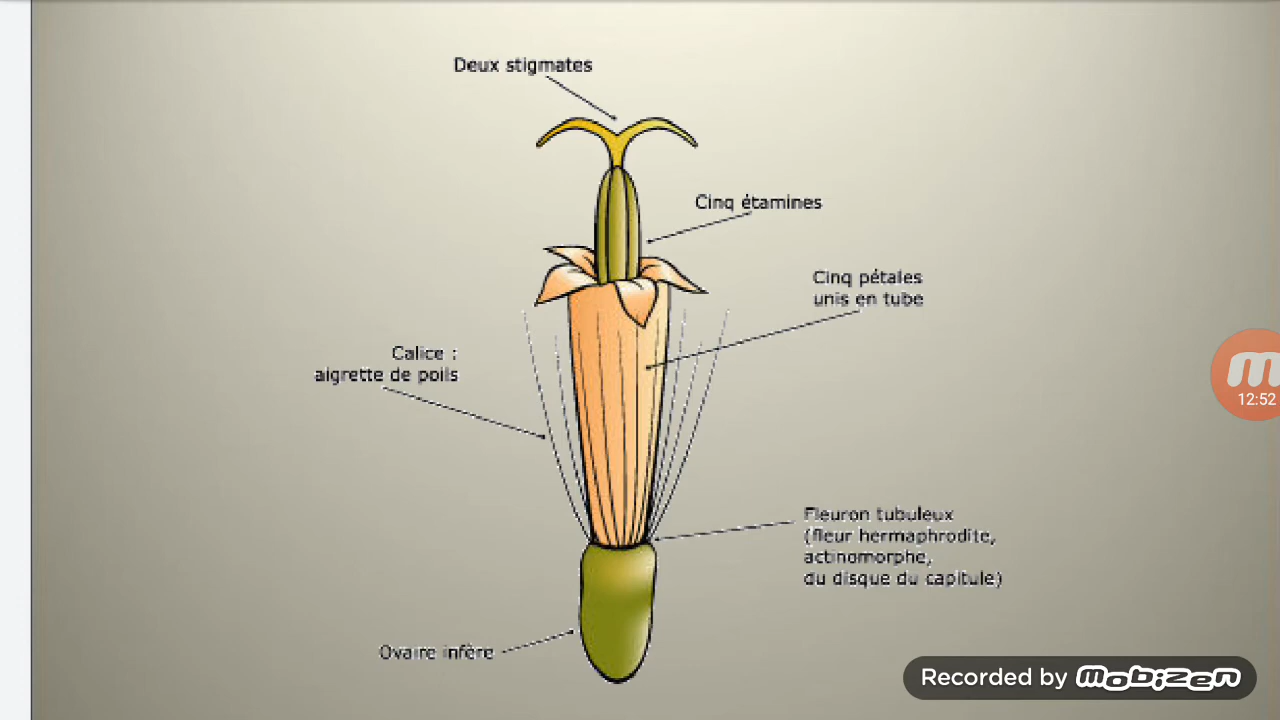 Deux stigmates
Cinq étamines
Cinq pétales
unis en tube
Calice :
aigrette de poils
12:52
Fleuron tubuleux
(fleur hermaphrodite,
actinomorphe,
du disque du capitule)
Ovaire infère
Recorded by mobizen